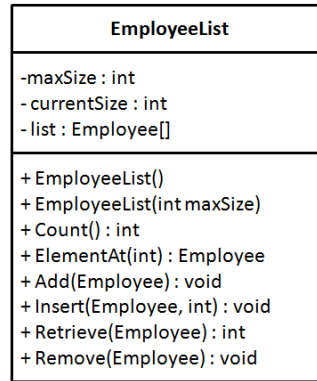 EmployeeList
-maxSize : int
- currentSize : int
- list : Employee[]
+ EmployeeList()
+ EmployeeList(int maxSize)
+ Count() : int
+ ElementAt(int) : Employee
+ Add(Employee) : void
+ Insert(Employee, int) : void
+ Retrieve(Employee) : int
+ Remove(Employee) : void